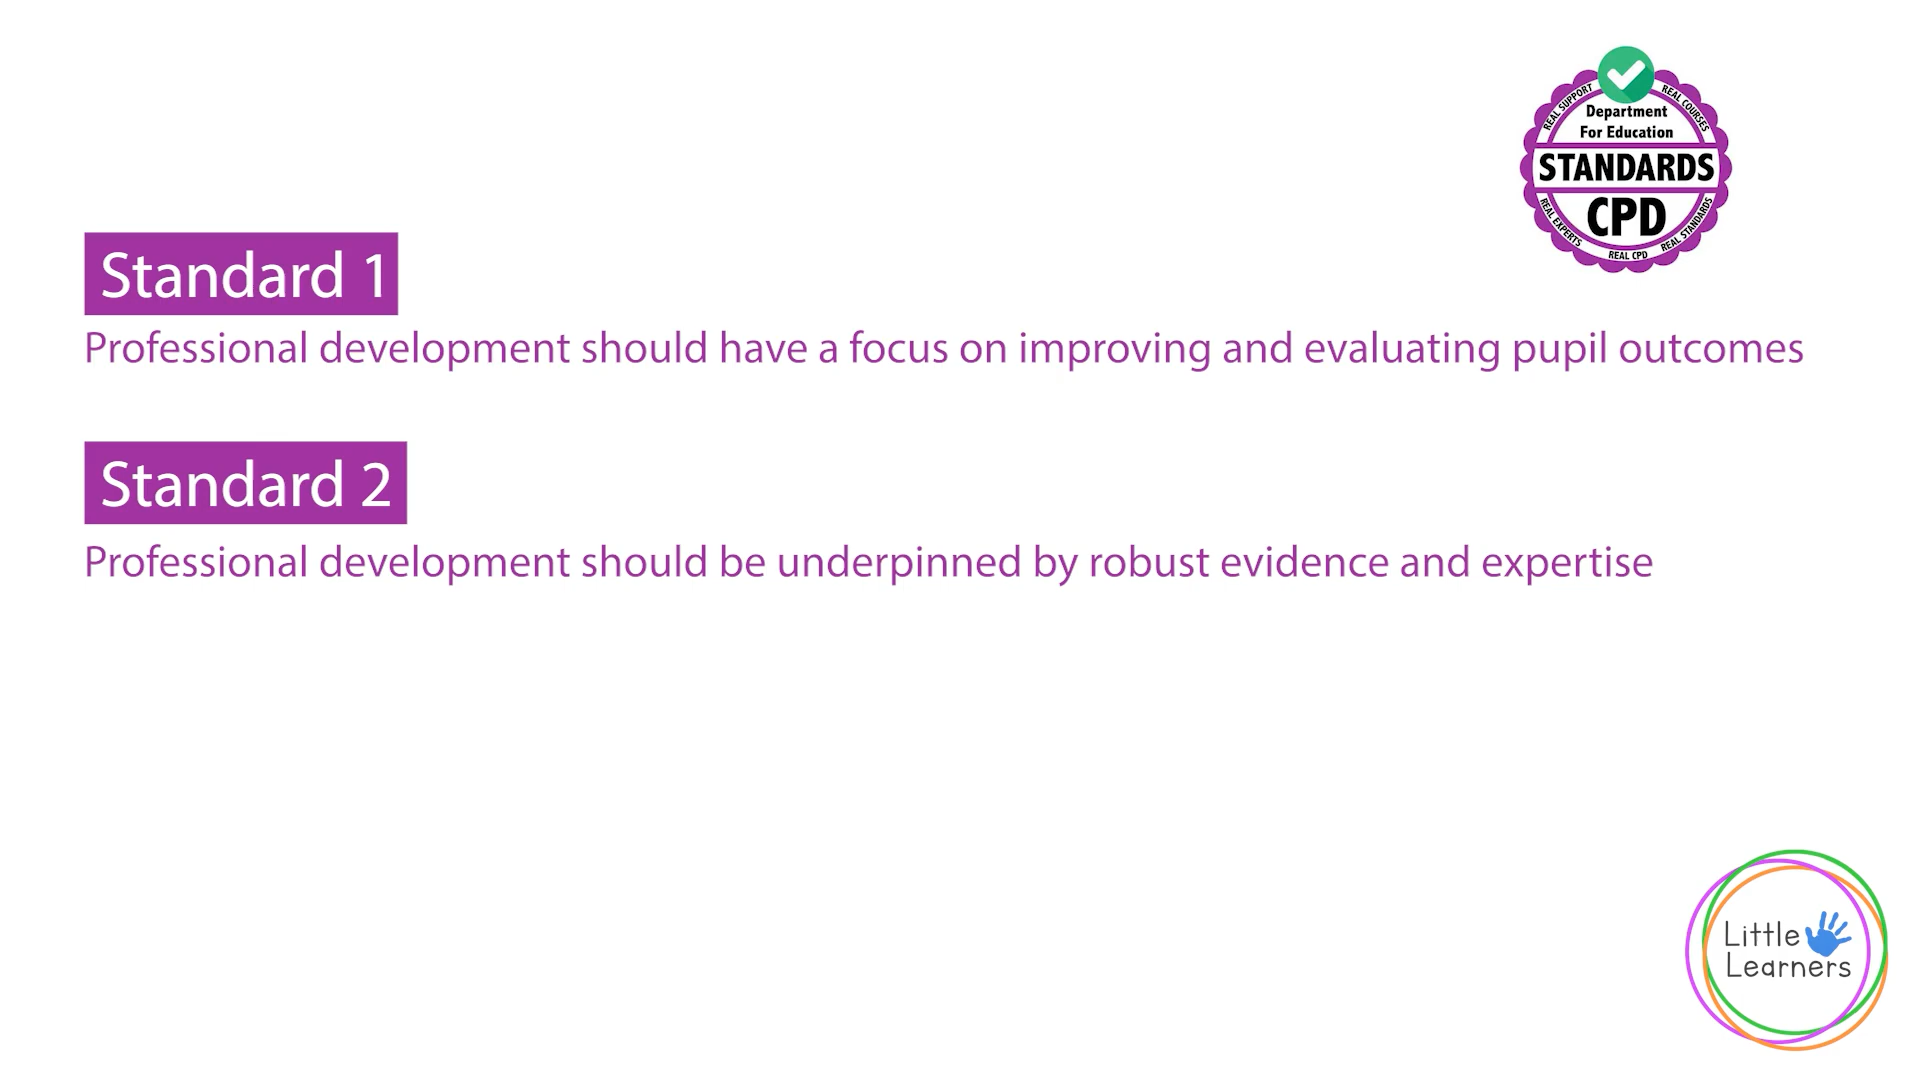 REAL SUPPORT
REAL COURSES
Department
For Education
STANDARDS
CPD
REAL EXPERTS
REAL CPD
REAL STANDARDS
Standard 1
Professional development should have a focus on improving and evaluating pupil outcomes
Standard 2
Professional development should be underpinned by robust evidence and expertise
Little
Learners